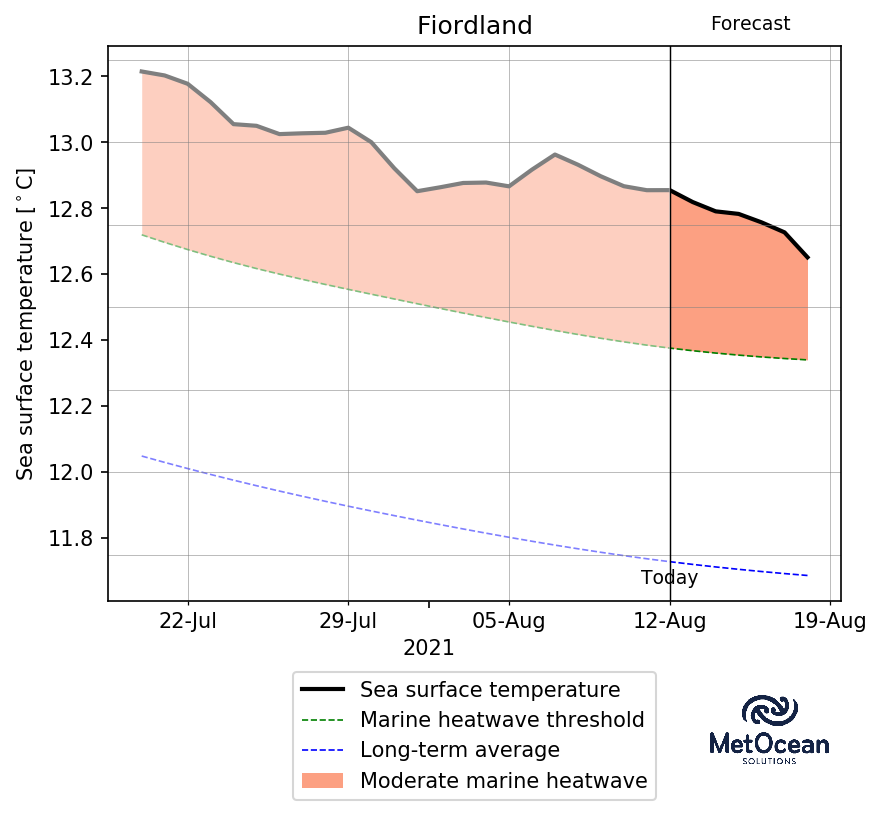 Fiordland
Forecast
Sea surface temperature [°C]
13.2
13.0
12.8
12.6
12.4
12.2
12.0
11.8
Today
22-Jul 29-Jul 05-Aug 12-Aug 19-Aug
2021
Sea surface temperature
Marine heatwave threshold
Long-term average
Moderate marine heatwave
MetOcean
SOLUTIONS